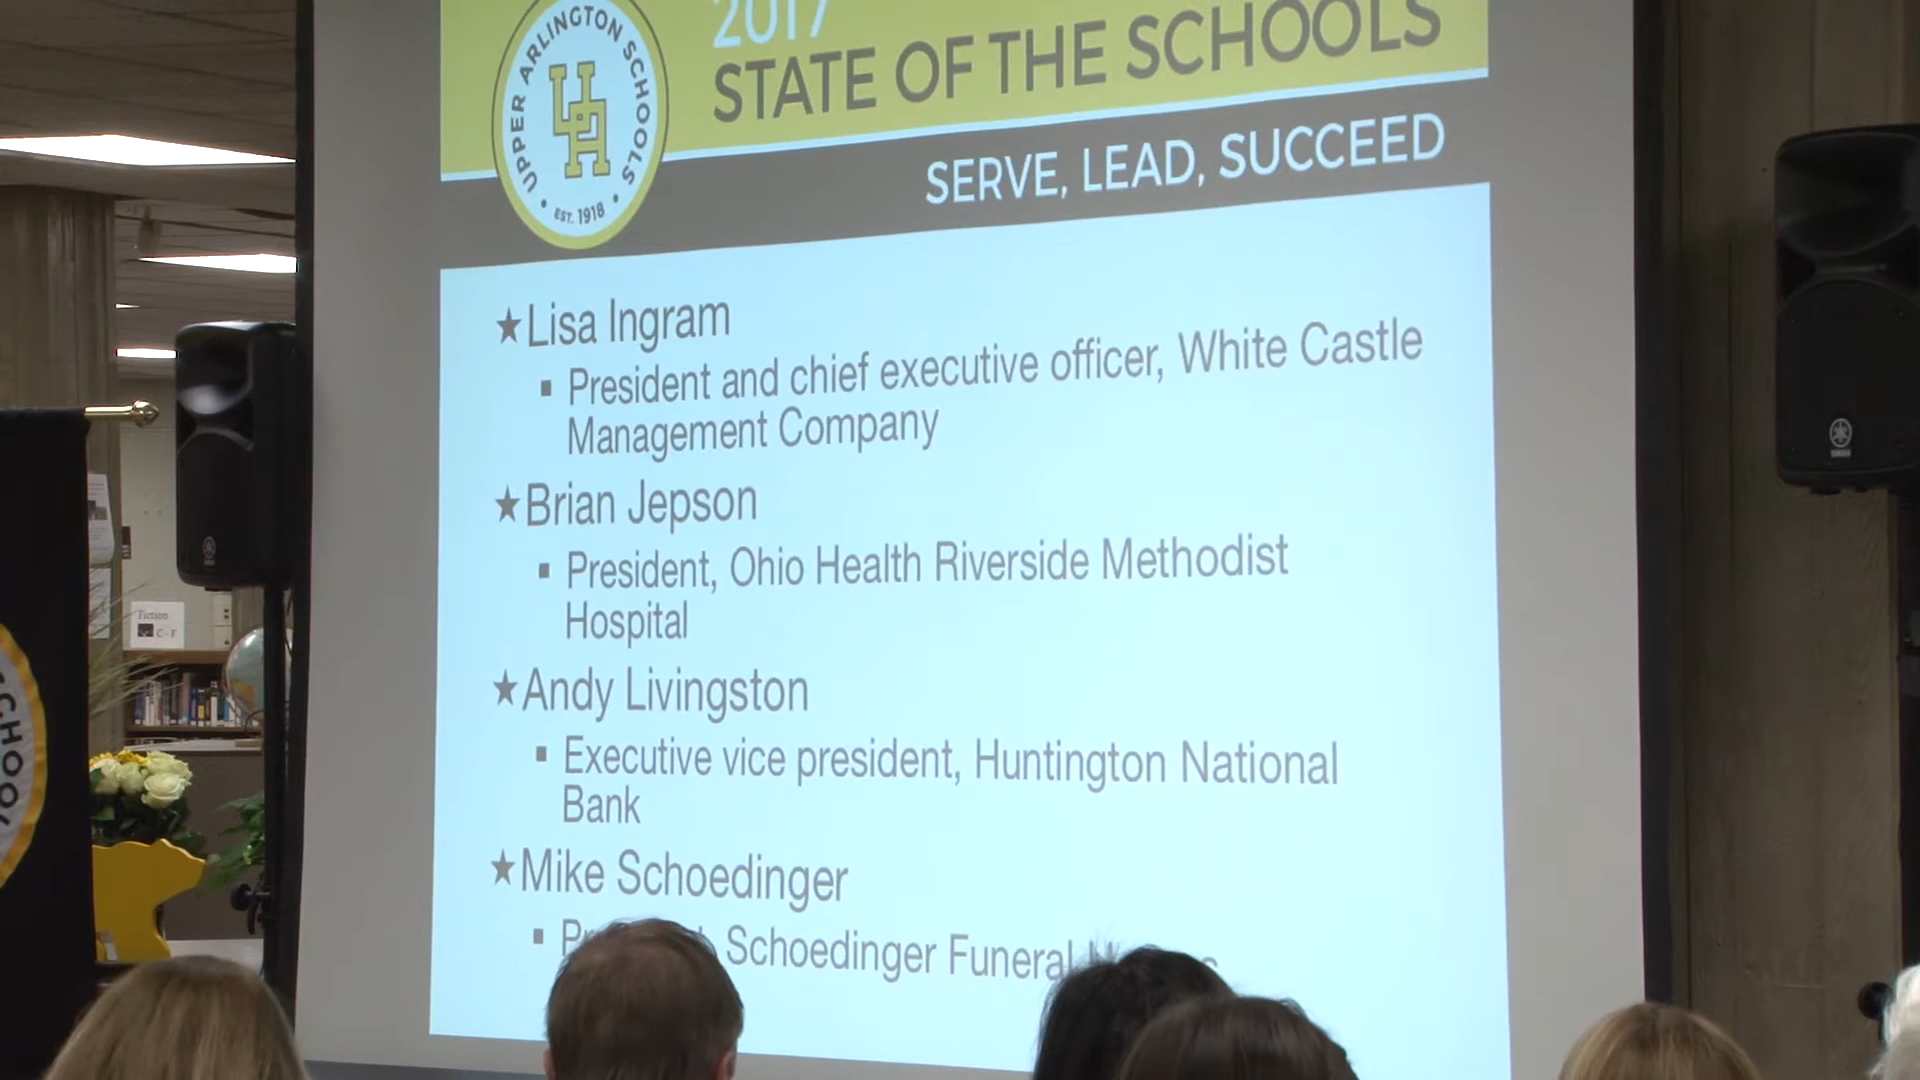 2017
STATE OF THE SCHOOLS
SERVE, LEAD, SUCCEED
UPPER ARLINGTON SCHOOLS
UA
• EST. 1918 •
★Lisa Ingram
▪ President and chief executive officer, White Castle
Management Company
★Brian Jepson
▪ President, Ohio Health Riverside Methodist
Hospital
★Andy Livingston
▪ Executive vice president, Huntington National
Bank
★Mike Schoedinger
▪ Schoedinger Funeral
Fiction
C - F